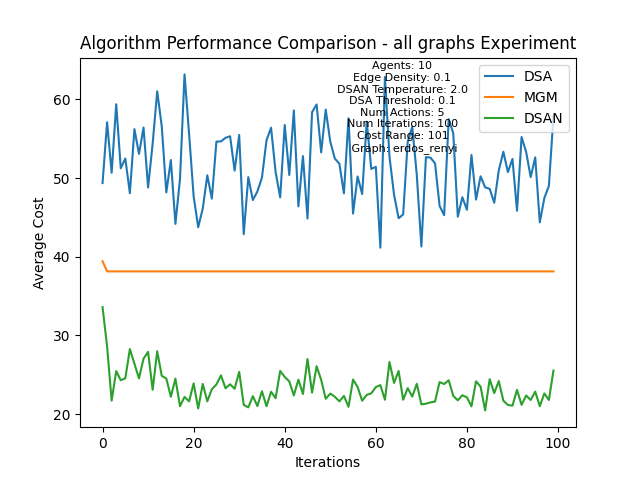 Algorithm Performance Comparison - all graphs Experiment
Agents: 10
Edge Density: 0.1
DSAN Temperature: 2.0
DSA Threshold: 0.1
Num Actions: 5
Num Iterations: 100
Cost Range: 101
Graph: erdos_renyi
DSA
MGM
DSAN
Average Cost
60
50
40
30
20
0
20
40
60
80
100
Iterations